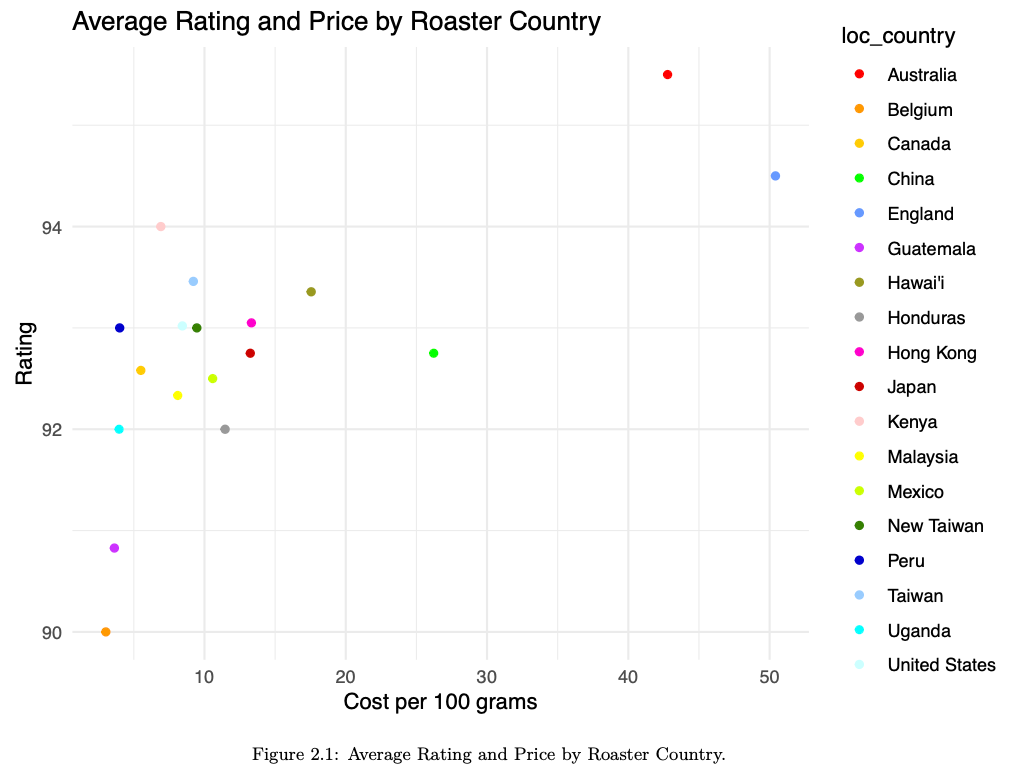 Average Rating and Price by Roaster Country
loc_country
Australia
Belgium
Canada
China
England
Guatemala
Hawai'i
Honduras
Hong Kong
Japan
Kenya
Malaysia
Mexico
New Taiwan
Peru
Taiwan
Uganda
United States
Rating
94
92
90
10 20 30 40 50
Cost per 100 grams
Figure 2.1: Average Rating and Price by Roaster Country.